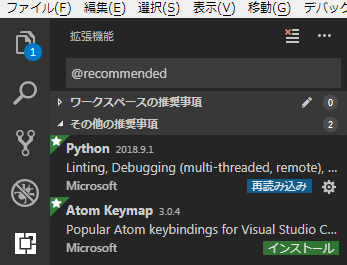 ファイル(F) 編集(E) 選択(S) 表示(V) 移動(G) デバッグ
拡張機能
1
@recommended
ワークスペースの推奨事項 0
その他の推奨事項 2
Python 2018.9.1
Linting, Debugging (multi-threaded, remote), ...
Microsoft 再読み込み
Atom Keymap 3.0.4
Popular Atom keybindings for Visual Studio C...
Microsoft インストール